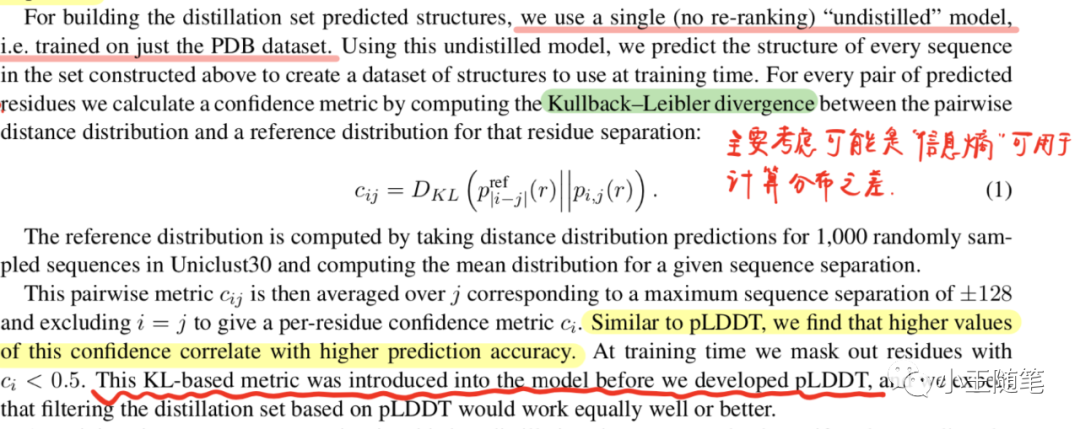 For building the distillation set predicted structures, we use a single (no re-ranking) “undistilled” model,
i.e. trained on just the PDB dataset. Using this undistilled model, we predict the structure of every sequence
in the set constructed above to create a dataset of structures to use at training time. For every pair of predicted
residues we calculate a confidence metric by computing the Kullback–Leibler divergence between the pairwise
distance distribution and a reference distribution for that residue separation:
主要考虑可能是“信息熵”可用于
计算分布之差.
c_{ij} = D_{KL} ( p^{ref}_{|i−j|}(r) || p_{i,j}(r) ) . (1)
The reference distribution is computed by taking distance distribution predictions for 1,000 randomly sam-
pled sequences in Uniclust30 and computing the mean distribution for a given sequence separation.
This pairwise metric c_{ij} is then averaged over j corresponding to a maximum sequence separation of ±128
and excluding i = j to give a per-residue confidence metric c_i. Similar to pLDDT, we find that higher values
of this confidence correlate with higher prediction accuracy. At training time we mask out residues with
c_i < 0.5. This KL-based metric was introduced into the model before we developed pLDDT, a we expe
小王随笔
that filtering the distillation set based on pLDDT would work equally well or better.